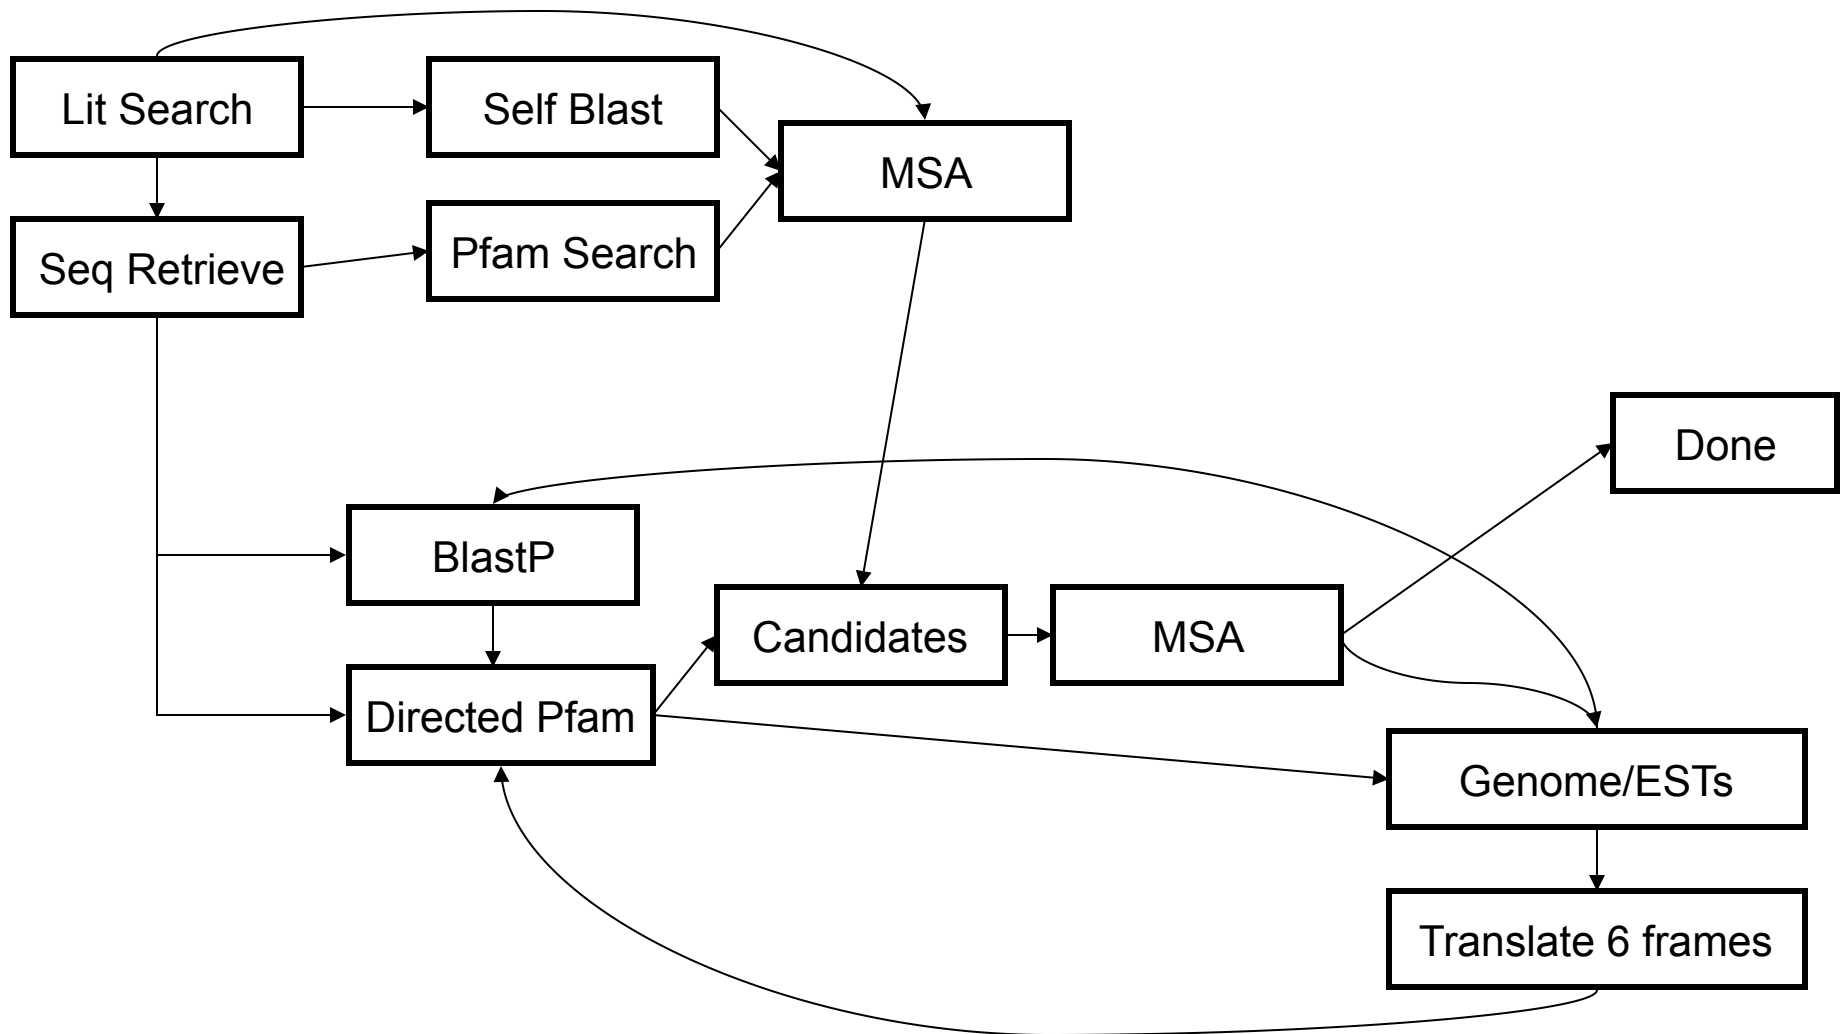 Lit Search
Self Blast
MSA
Seq Retrieve
Pfam Search
Done
BlastP
Candidates
MSA
Directed Pfam
Genome/ESTs
Translate 6 frames